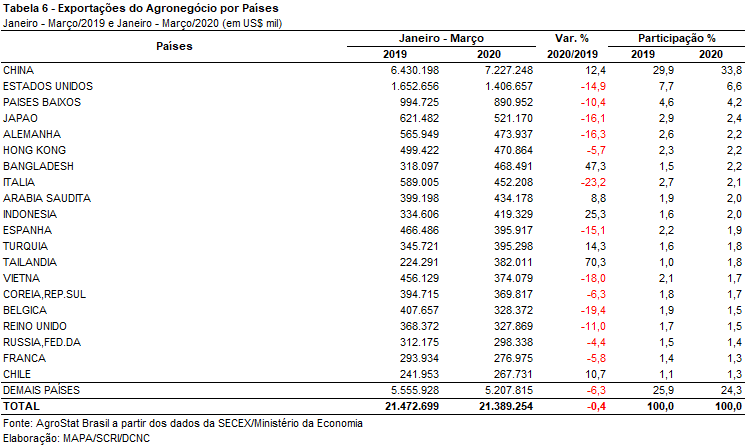 Tabela 6 - Exportações do Agronegócio por Países
Janeiro - Março/2019 e Janeiro - Março/2020 (em US$ mil)
Países Janeiro - Março Var. % Participação %
2019 2020 2020/2019 2019 2020
CHINA 6.430.198 7.227.248 12,4 29,9 33,8
ESTADOS UNIDOS 1.652.656 1.406.657 -14,9 7,7 6,6
PAISES BAIXOS 994.725 890.952 -10,4 4,6 4,2
JAPAO 621.482 521.170 -16,1 2,9 2,4
ALEMANHA 565.949 473.937 -16,3 2,6 2,2
HONG KONG 499.422 470.864 -5,7 2,3 2,2
BANGLADESH 318.097 468.491 47,3 1,5 2,2
ITALIA 589.005 452.208 -23,2 2,7 2,1
ARABIA SAUDITA 399.198 434.178 8,8 1,9 2,0
INDONESIA 334.606 419.329 25,3 1,6 2,0
ESPANHA 466.486 395.917 -15,1 2,2 1,9
TURQUIA 345.721 395.298 14,3 1,6 1,8
TAILANDIA 224.291 382.011 70,3 1,0 1,8
VIETNA 456.129 374.079 -18,0 2,1 1,7
COREIA,REP.SUL 394.715 369.817 -6,3 1,8 1,7
BELGICA 407.657 328.372 -19,4 1,9 1,5
REINO UNIDO 368.372 327.869 -11,0 1,7 1,5
RUSSIA,FED.DA 312.175 298.338 -4,4 1,5 1,4
FRANCA 293.934 276.975 -5,8 1,4 1,3
CHILE 241.953 267.731 10,7 1,1 1,3
DEMAIS PAÍSES 5.555.928 5.207.815 -6,3 25,9 24,3
TOTAL 21.472.699 21.389.254 -0,4 100,0 100,0
Fonte: AgroStat Brasil a partir dos dados da SECEX/Ministério da Economia
Elaboração: MAPA/SCRI/DCNC